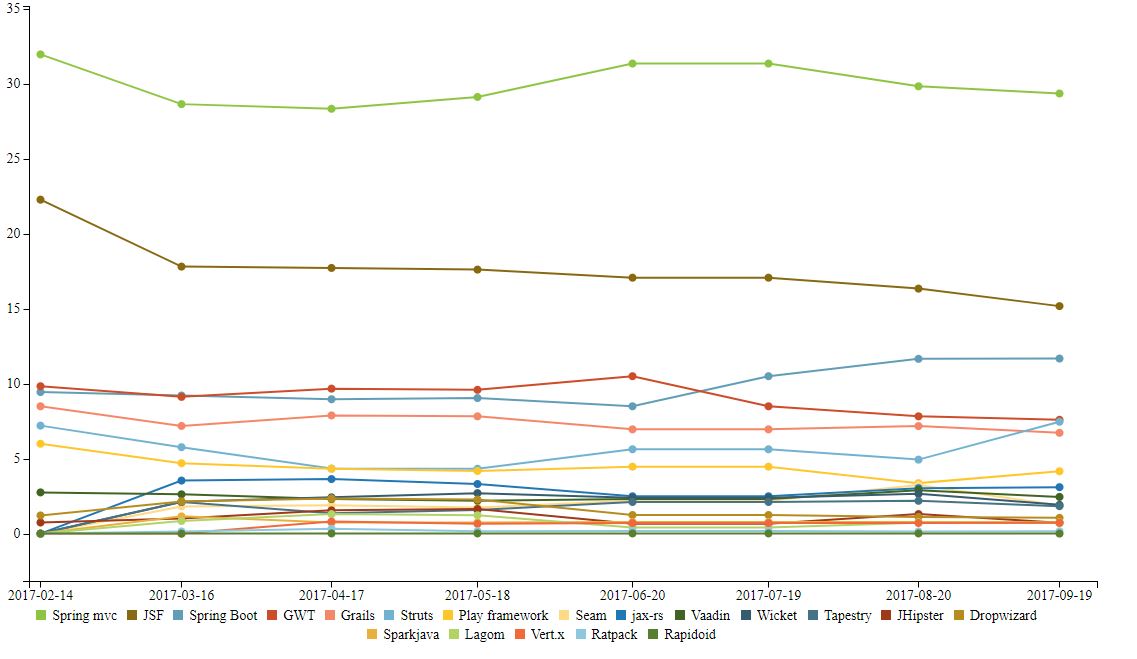 35
30
25
20
15
10
5
0
2017-02-14 2017-03-16 2017-04-17 2017-05-18 2017-06-20 2017-07-19 2017-08-20 2017-09-19
Spring mvc JSF Spring Boot GWT Grails Struts Play framework Seam jax-rs Vaadin Wicket Tapestry JHipster Dropwizard
Sparkjava Lagom Vert.x Ratpack Rapidoid